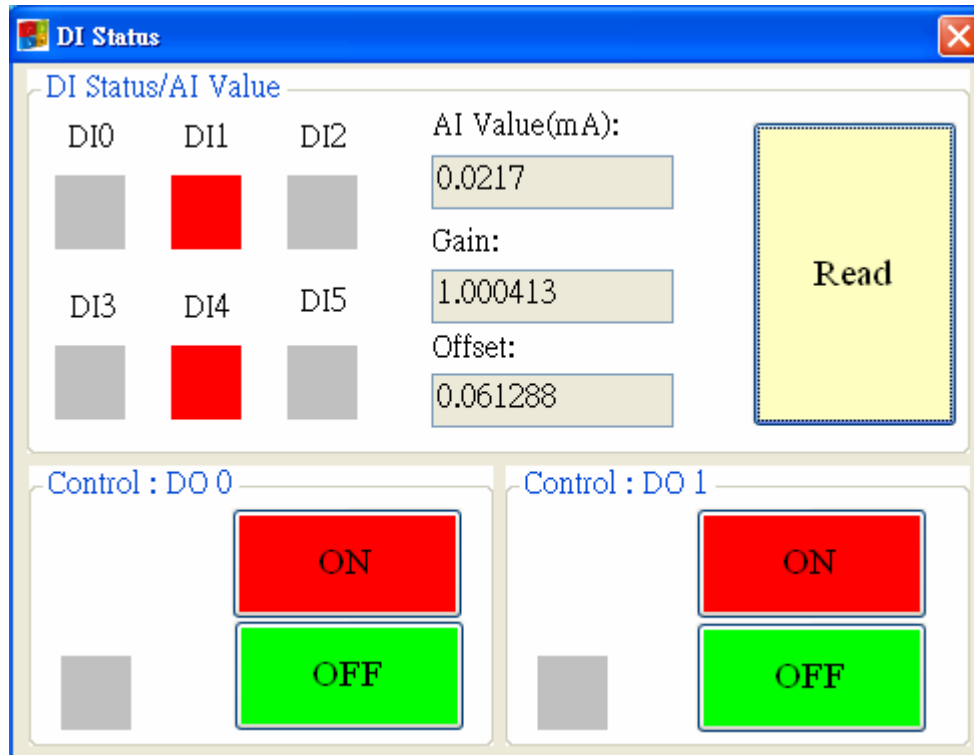 DI Status
DI Status/AI Value
DI0 DI1 DI2
AI Value(mA):
0.0217
Gain:
1.000413
DI3 DI4 DI5
Offset:
0.061288
Read
Control : DO 0
ON
OFF
Control : DO 1
ON
OFF